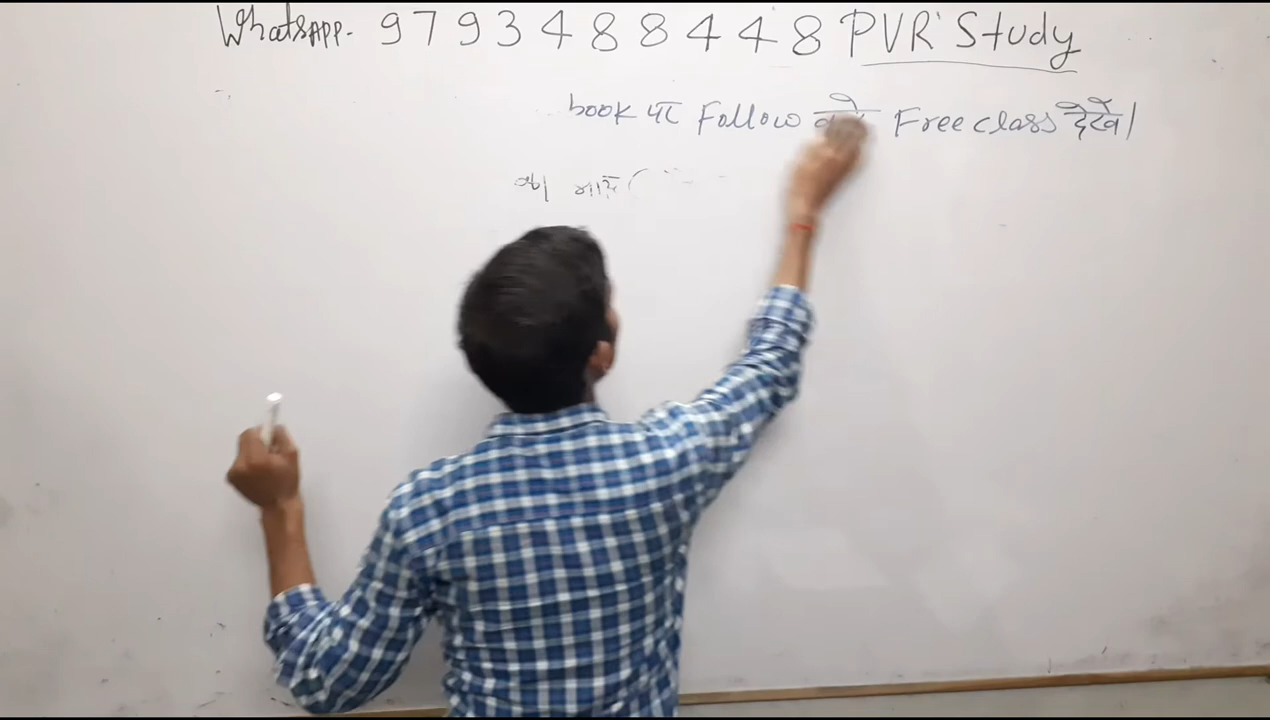 WhatsAPP- 9793488448 PVR Study
book पर Follow Free class देखें।